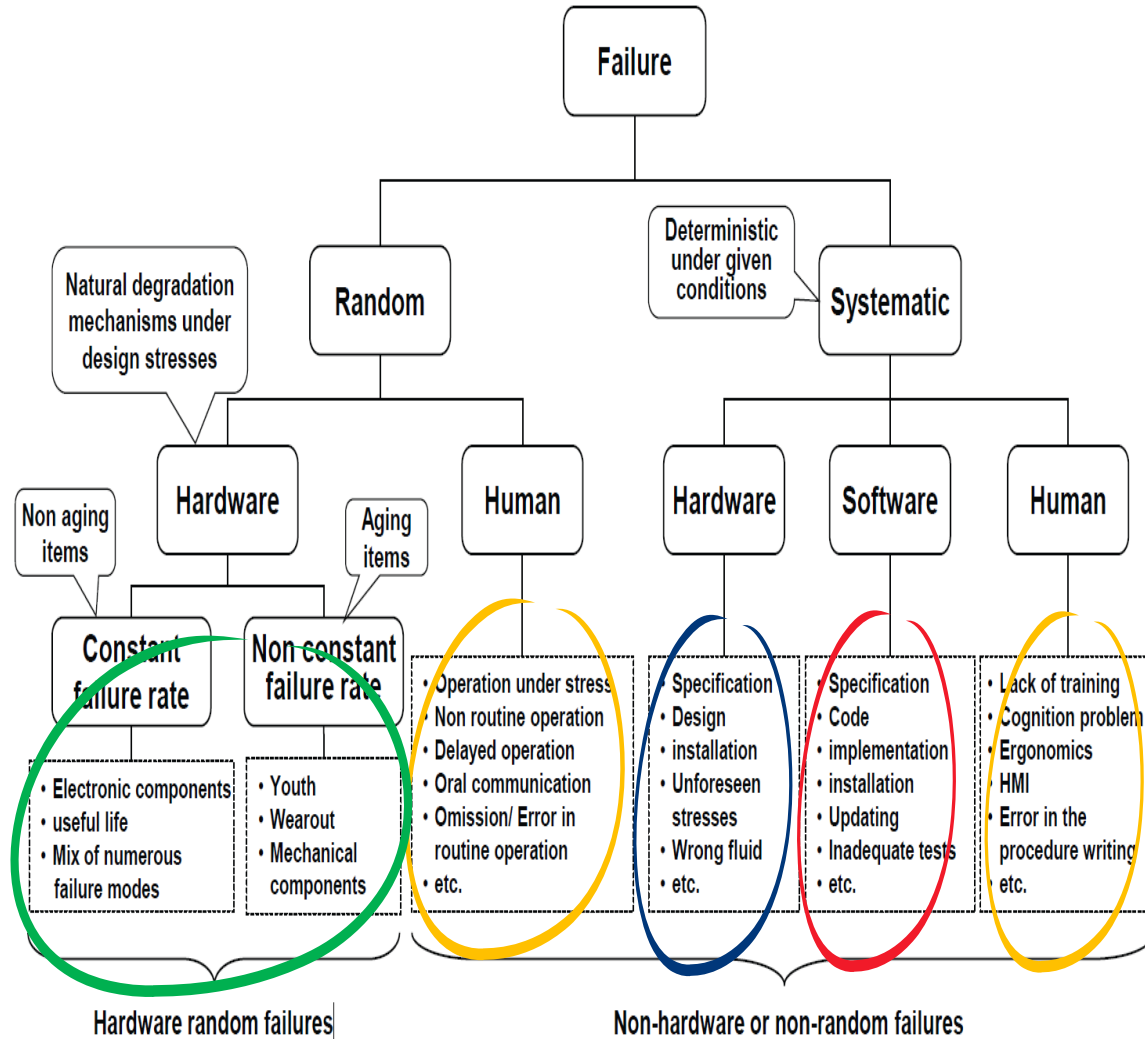 Failure
Random
Deterministic
under given
conditions
Systematic
Natural degradation
mechanisms under
design stresses
Hardware
Human
Hardware
Software
Human
Non aging
items
Aging
items
Constant
failure rate
Non constant
failure rate
• Electronic components
• useful life
• Mix of numerous
failure modes
• Youth
• Wearout
• Mechanical
components
• Operation under stress
• Non routine operation
• Delayed operation
• Oral communication
• Omission/ Error in
routine operation
• etc.
• Specification
• Design
• installation
• Unforeseen
stresses
• Wrong fluid
• etc.
• Specification
• Code
• implementation
• installation
• Updating
• Inadequate tests
• etc.
• Lack of training
• Cognition problem
• Ergonomics
• HMI
• Error in the
procedure writing
• etc.
Hardware random failures
Non-hardware or non-random failures